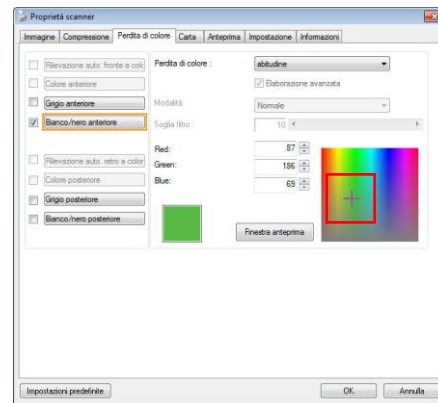 Proprietà scanner
Immagine Compressione Perdita di colore Carta Anteprima Impostazione Informazioni
Rilevazione auto. fronte a colo
Colore anteriore
Grigio anteriore
Bianco/nero anteriore
Rilevazione auto. retro a color
Colore posteriore
Grigio posteriore
Bianco/nero posteriore
Perdita di colore : abitudine
Elaborazione avanzata
Modalità: Normale
Soglia filtro : 10
Red: 87
Green: 186
Blue: 69
Finestra anteprima
Impostazioni predefinite OK Annulla